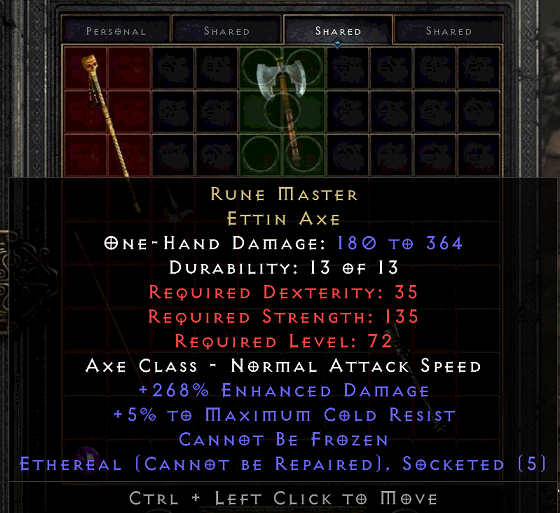 Personal
Shared
Shared
Shared
Rune Master
Ettin Axe
One-Hand Damage: 180 to 364
Durability: 13 of 13
Required Dexterity: 35
Required Strength: 135
Required Level: 72
Axe Class - Normal Attack Speed
+268% Enhanced Damage
+5% to Maximum Cold Resist
Cannot Be Frozen
Ethereal (Cannot be Repaired), Socketed (5)
Ctrl + Left Click to Move